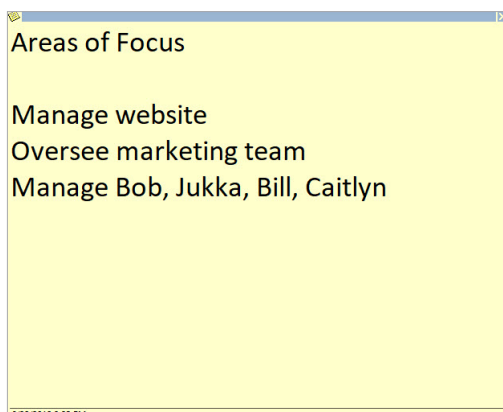 Areas of Focus
Manage website
Oversee marketing team
Manage Bob, Jukka, Bill, Caitlyn